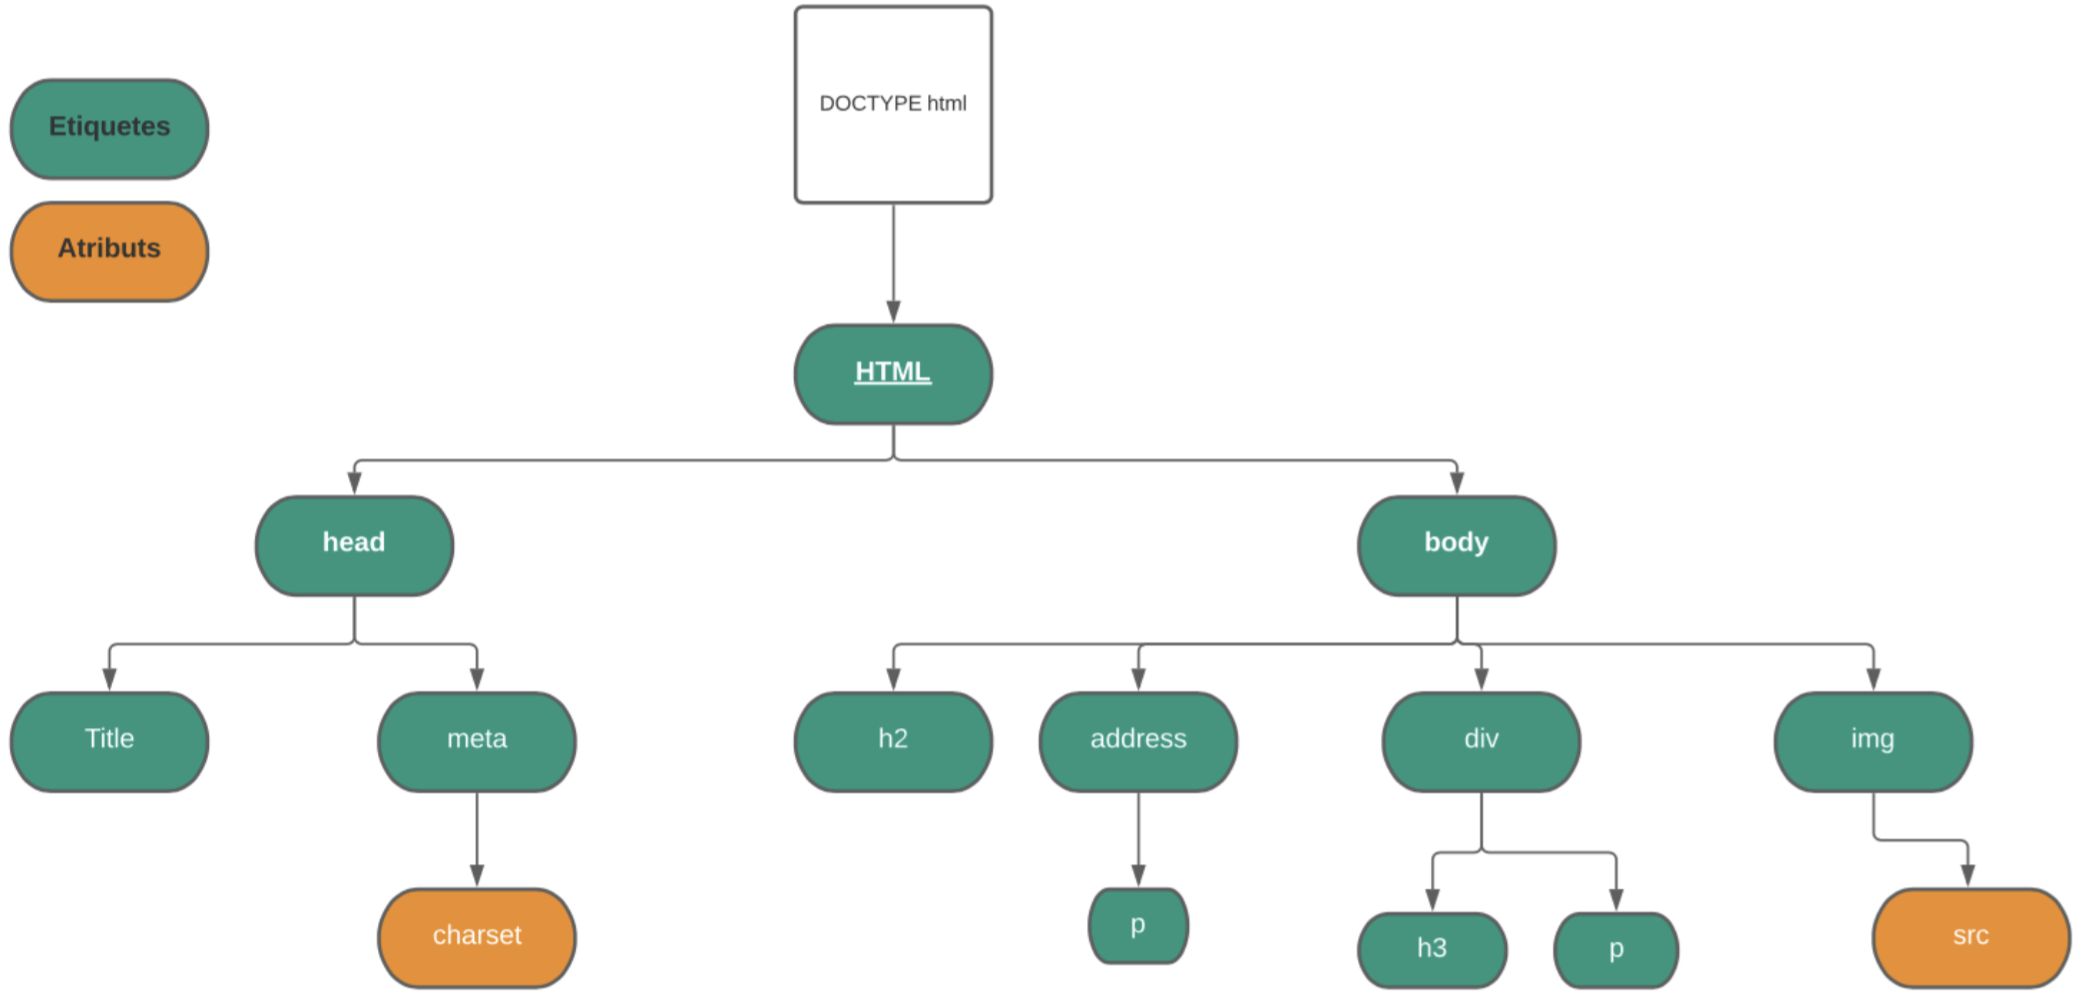 DOCTYPE html
Etiquetes
Atributs
HTML
head
body
Title
meta
h2
address
div
img
charset
p
h3
p
src